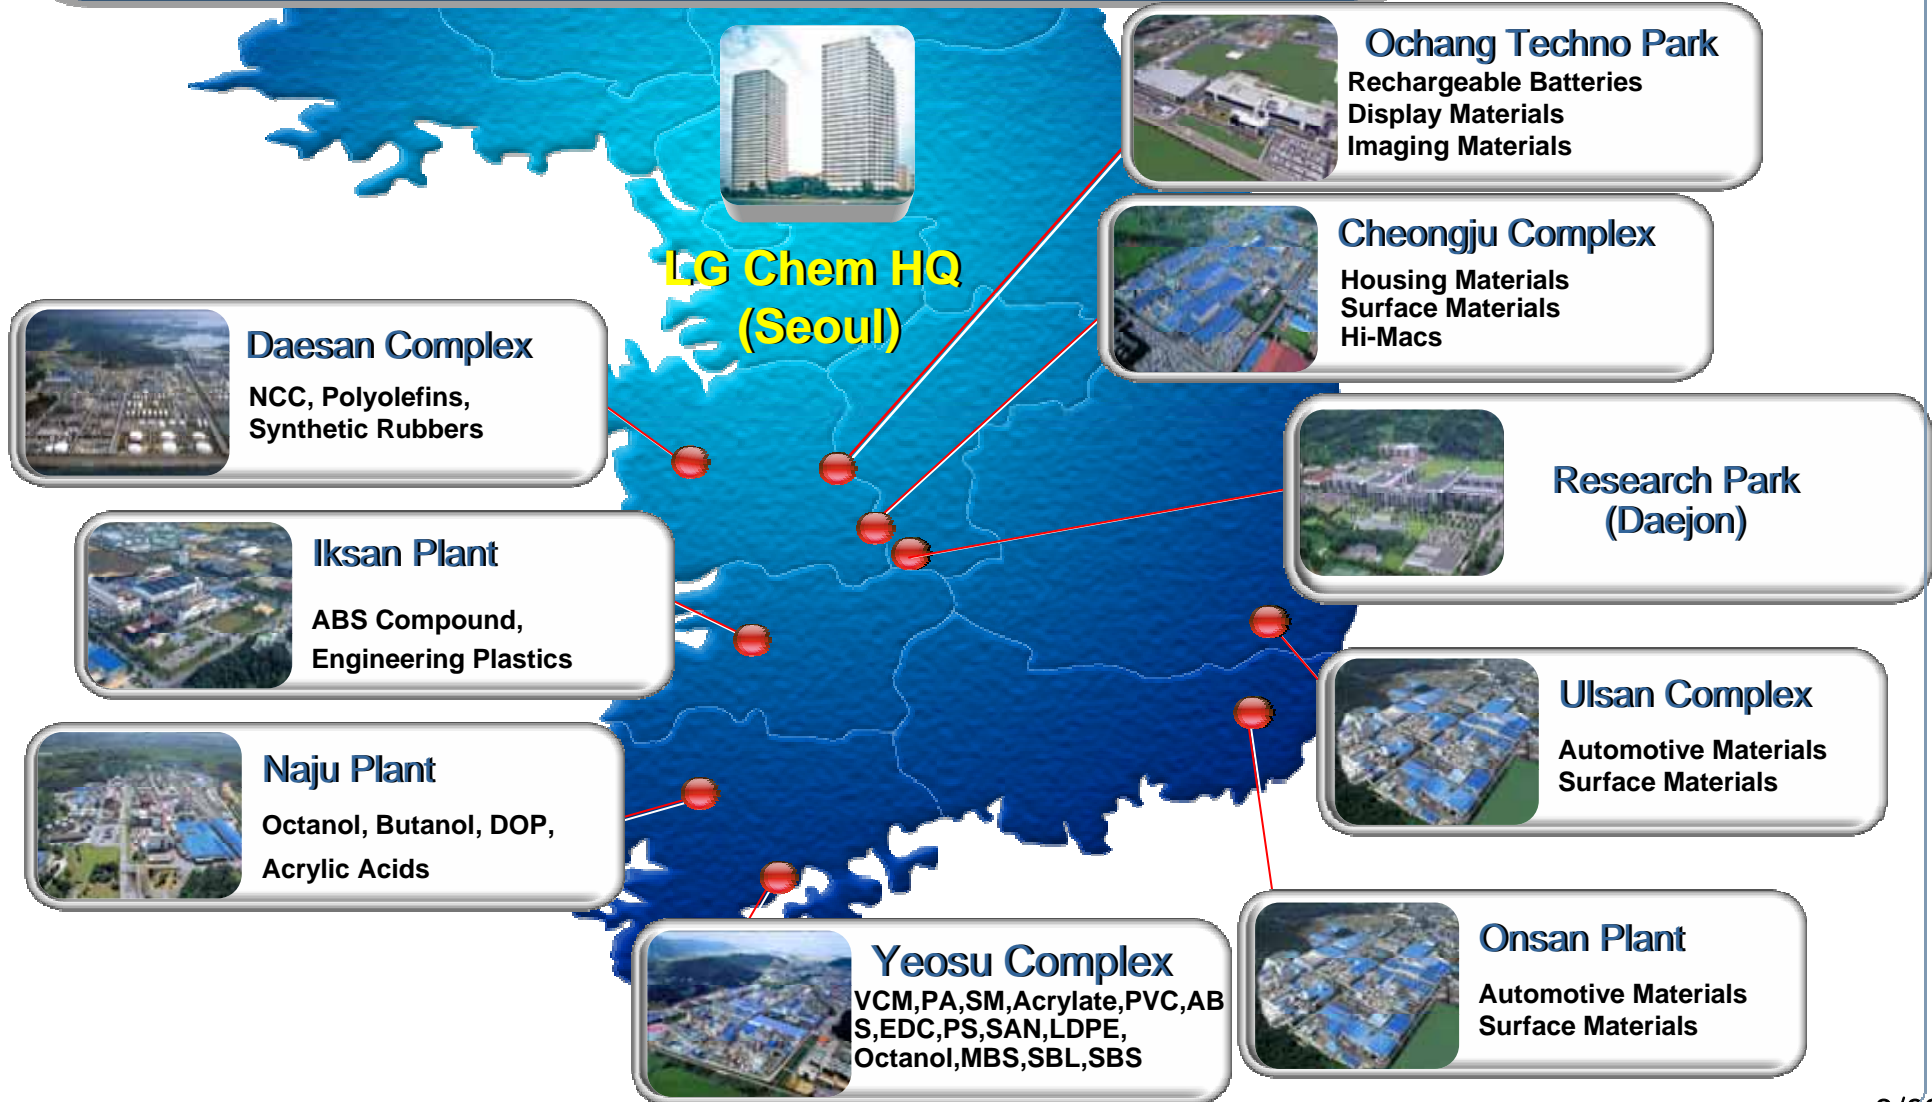 Ochang Techno Park
Rechargeable Batteries
Display Materials
Imaging Materials
LG Chem HQ
(Seoul)
Cheongju Complex
Housing Materials
Surface Materials
Hi-Macs
Daesan Complex
NCC, Polyolefins,
Synthetic Rubbers
Research Park
(Daejon)
Iksan Plant
ABS Compound,
Engineering Plastics
Ulsan Complex
Automotive Materials
Surface Materials
Naju Plant
Octanol, Butanol, DOP,
Acrylic Acids
Yeosu Complex
VCM,PA,SM,Acrylate,PVC,AB
S,EDC,PS,SAN,LDPE,
Octanol,MBS,SBL,SBS
Onsan Plant
Automotive Materials
Surface Materials